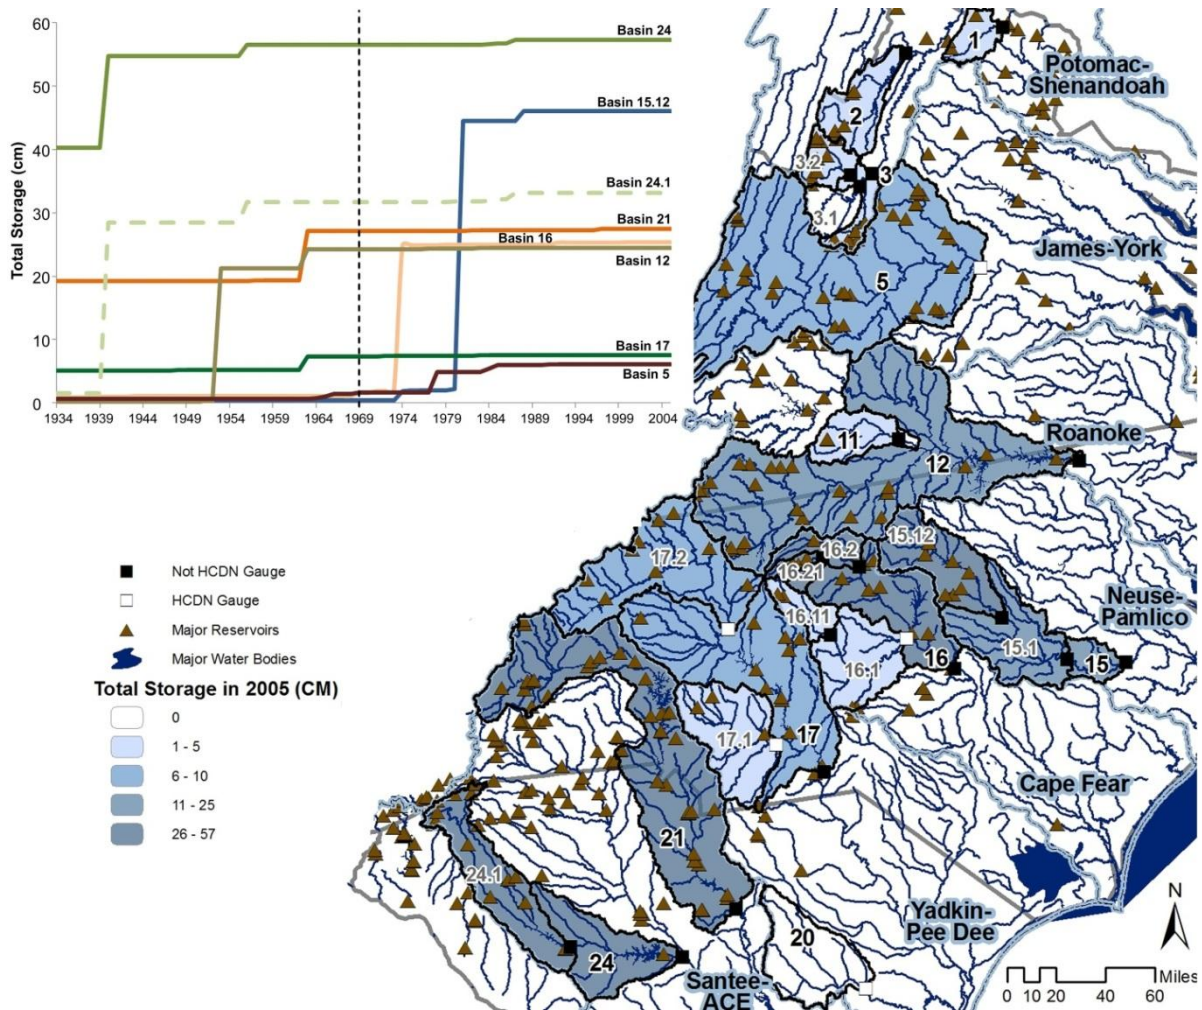 60
50
40
30
20
10
0
Total Storage (cm)
Basin 24
Basin 15.12
Basin 24.1
Basin 21
Basin 16
Basin 12
Basin 17
Basin 5
1934 1939 1944 1949 1954 1959 1964 1969 1974 1979 1984 1989 1994 1999 2004
Not HCDN Gauge
HCDN Gauge
Major Reservoirs
Major Water Bodies
Total Storage in 2005 (CM)
0
1 - 5
6 - 10
11 - 25
26 - 57
1
Potomac-
Shenandoah
2
3.2
3
3.1
James-York
5
Roanoke
11
12
15.12
16.2
17.2
16.21
Neuse-
Pamlico
16.11
15.1
15
16
16.1
17.1
17
Cape Fear
21
24.1
Yadkin-
Pee Dee
20
24
Santee-
ACE
N
Miles
0 10 20 40 60